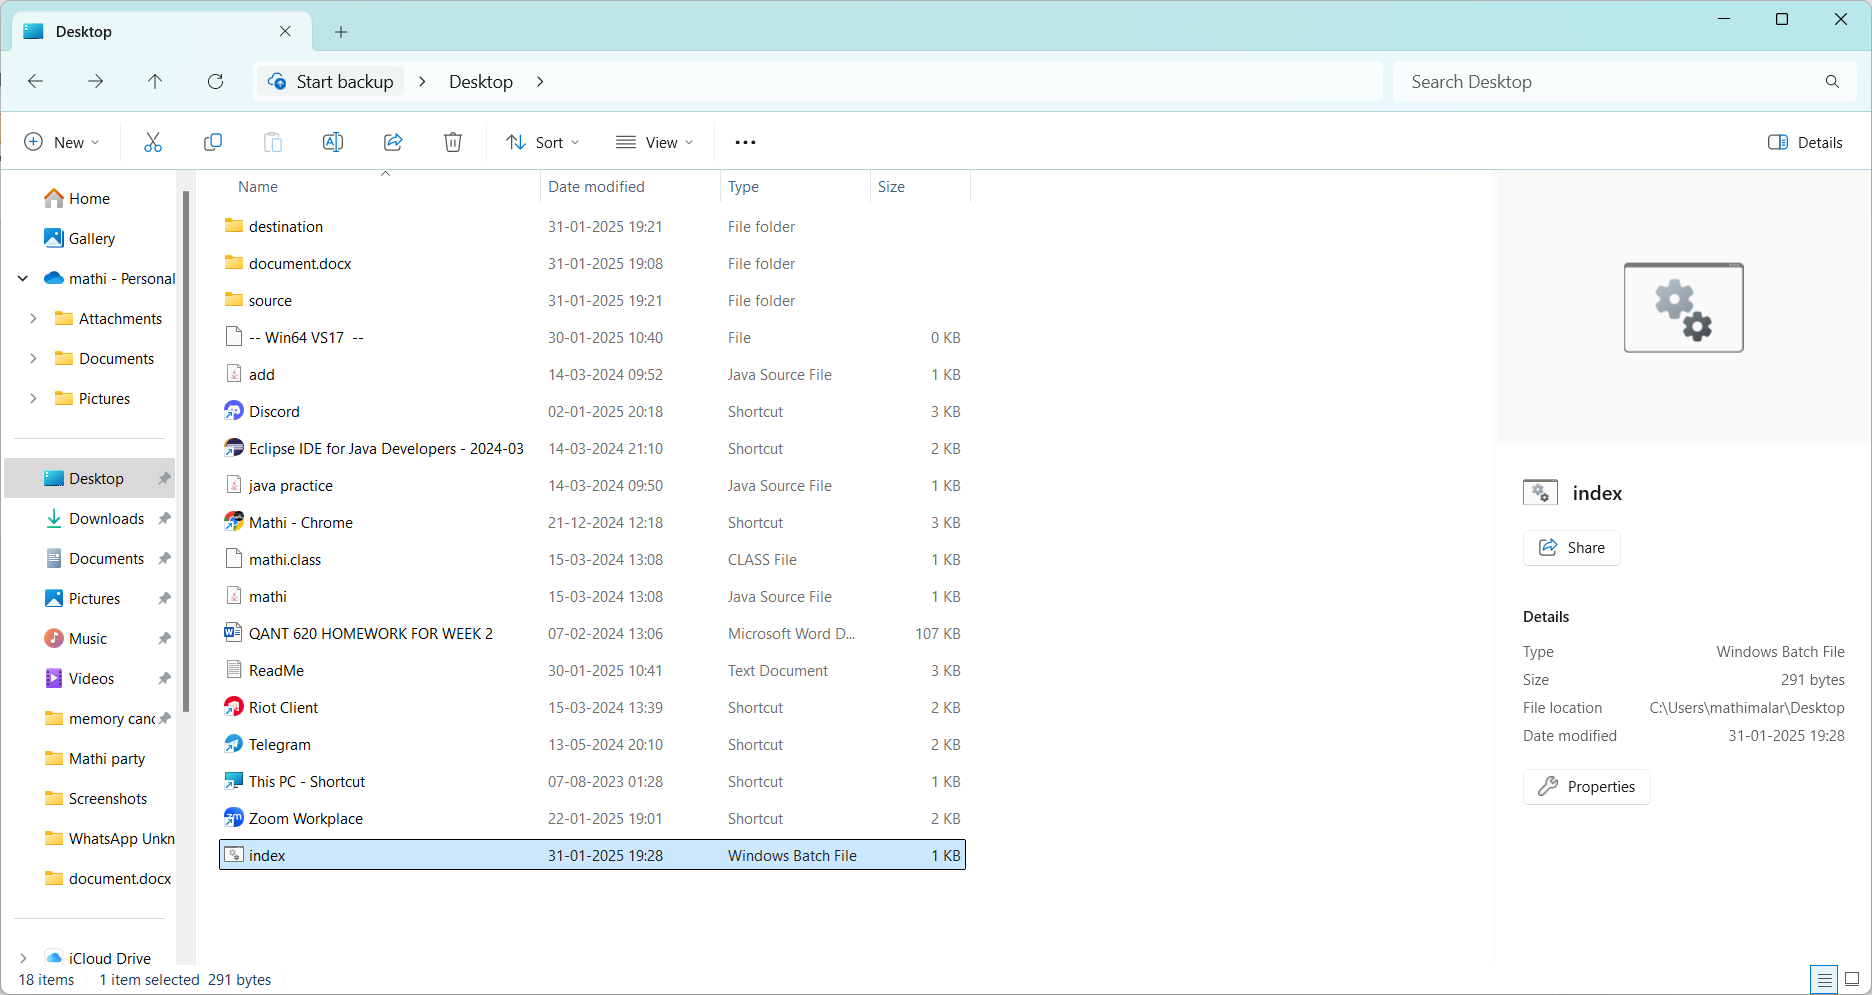 Desktop
Start backup > Desktop >
Search Desktop
New
Sort
View
Details
Home
Gallery
mathi - Personal
Attachments
Documents
Pictures
Desktop
Downloads
Documents
Pictures
Music
Videos
memory canc
Mathi party
Screenshots
WhatsApp Unkn
document.docx
iCloud Drive
Name Date modified Type Size
destination 31-01-2025 19:21 File folder
document.docx 31-01-2025 19:08 File folder
source 31-01-2025 19:21 File folder
-- Win64 VS17 -- 30-01-2025 10:40 File 0 KB
add 14-03-2024 09:52 Java Source File 1 KB
Discord 02-01-2025 20:18 Shortcut 3 KB
Eclipse IDE for Java Developers - 2024-03 14-03-2024 21:10 Shortcut 2 KB
java practice 14-03-2024 09:50 Java Source File 1 KB
Mathi - Chrome 21-12-2024 12:18 Shortcut 3 KB
mathi.class 15-03-2024 13:08 CLASS File 1 KB
mathi 15-03-2024 13:08 Java Source File 1 KB
QANT 620 HOMEWORK FOR WEEK 2 07-02-2024 13:06 Microsoft Word D... 107 KB
ReadMe 30-01-2025 10:41 Text Document 3 KB
Riot Client 15-03-2024 13:39 Shortcut 2 KB
Telegram 13-05-2024 20:10 Shortcut 2 KB
This PC - Shortcut 07-08-2023 01:28 Shortcut 1 KB
Zoom Workplace 22-01-2025 19:01 Shortcut 2 KB
index 31-01-2025 19:28 Windows Batch File 1 KB
index
Share
Details
Type Windows Batch File
Size 291 bytes
File location C:\Users\mathimalar\Desktop
Date modified 31-01-2025 19:28
Properties
18 items 1 item selected 291 bytes